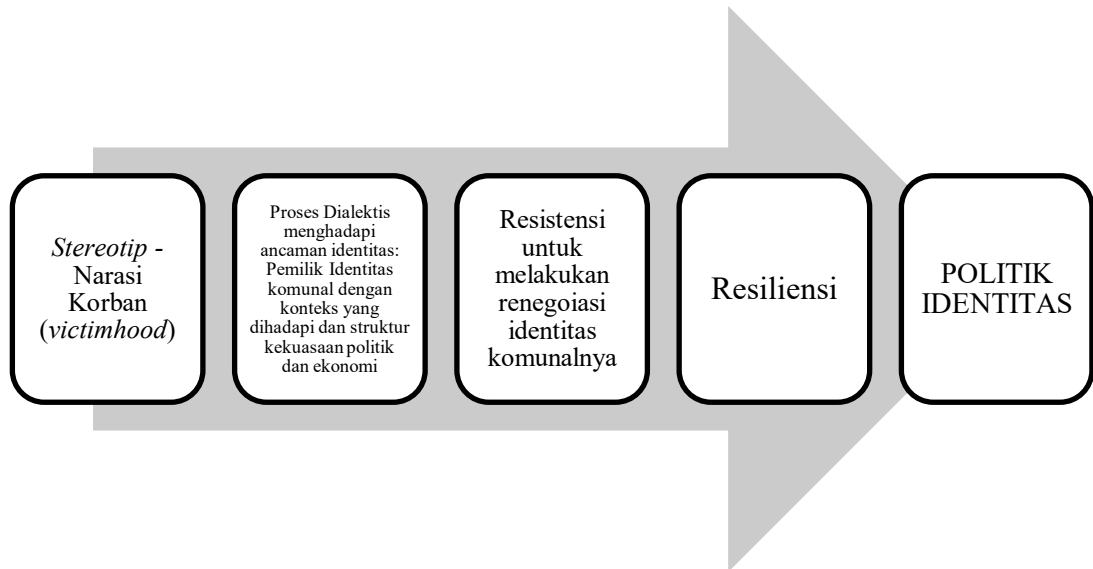 Stereotip -
Narasi
Korban
(victimhood)
Proses Dialektis
menghadapi
ancaman identitas:
Pemilik Identitas
komunal dengan
konteks yang
dihadapi dan struktur
kekuasaan politik
dan ekonomi
Resistensi
untuk
melakukan
renegoiasi
identitas
komunalnya
Resiliensi
POLITIK
IDENTITAS